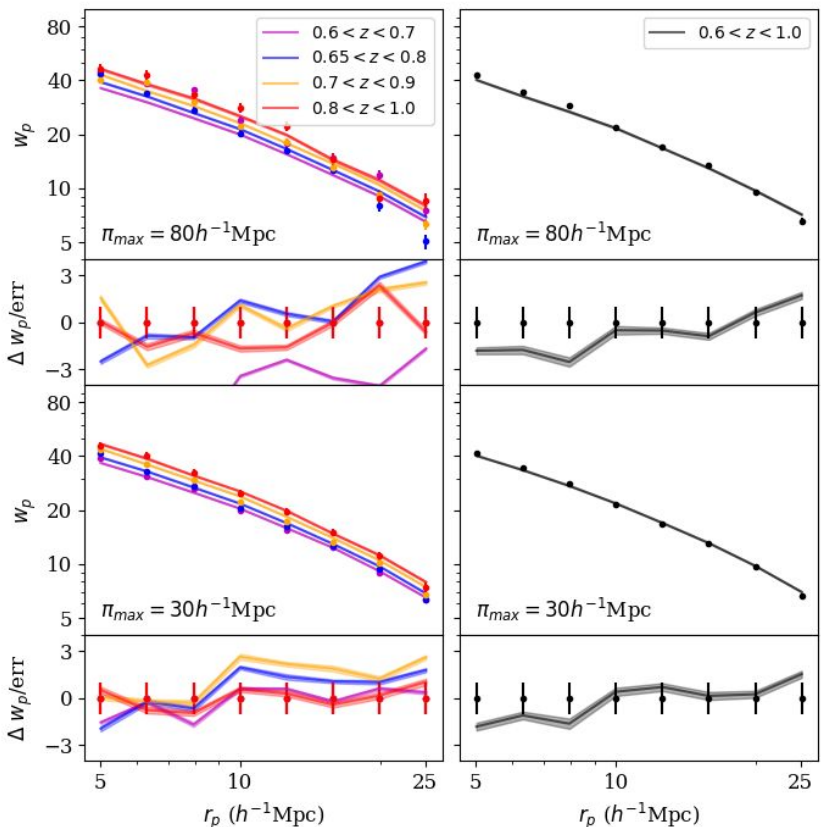 80
40
20
10
5
w_p
0.6 < z < 0.7
0.65 < z < 0.8
0.7 < z < 0.9
0.8 < z < 1.0
π_max = 80h⁻¹Mpc
0.6 < z < 1.0
π_max = 80h⁻¹Mpc
3
0
−3
Δ w_p/err
80
40
20
10
5
w_p
π_max = 30h⁻¹Mpc
π_max = 30h⁻¹Mpc
3
0
−3
Δ w_p/err
5 10 25
r_p (h⁻¹Mpc)
5 10 25
r_p (h⁻¹Mpc)